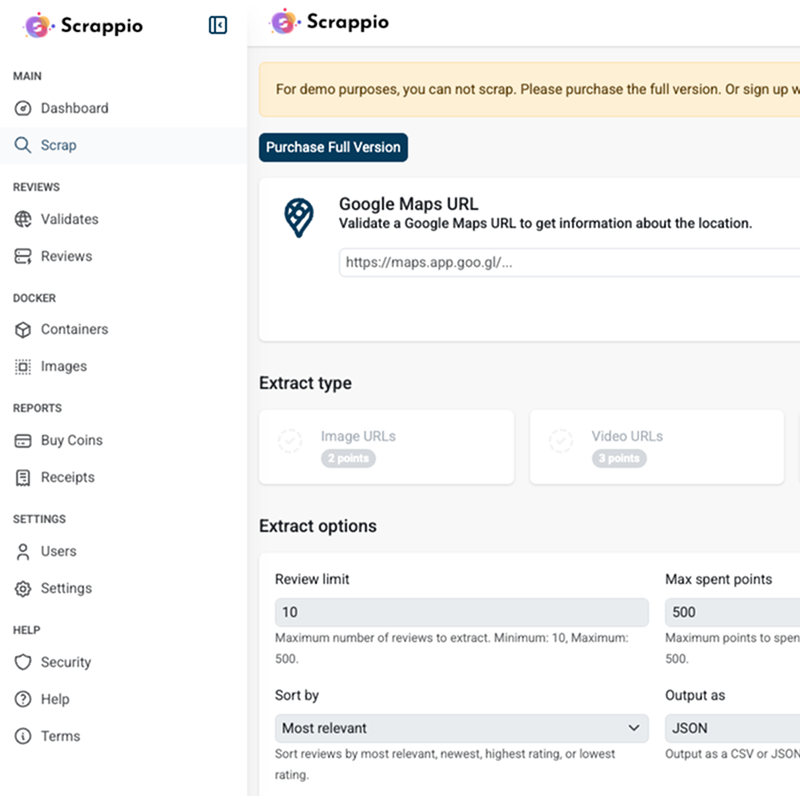 Scrappio
MAIN
Dashboard
Scrap
REVIEWS
Validates
Reviews
DOCKER
Containers
Images
REPORTS
Buy Coins
Receipts
SETTINGS
Users
Settings
HELP
Security
Help
Terms
Scrappio
For demo purposes, you can not scrap. Please purchase the full version. Or sign up w
Purchase Full Version
Google Maps URL
Validate a Google Maps URL to get information about the location.
https://maps.app.goo.gl/...
Extract type
Image URLs
2 points
Video URLs
3 points
Extract options
Review limit
10
Maximum number of reviews to extract. Minimum: 10, Maximum:
500.
Max spent points
500
Maximum points to spen
500.
Sort by
Most relevant
Sort reviews by most relevant, newest, highest rating, or lowest
rating.
Output as
JSON
Output as a CSV or JSON